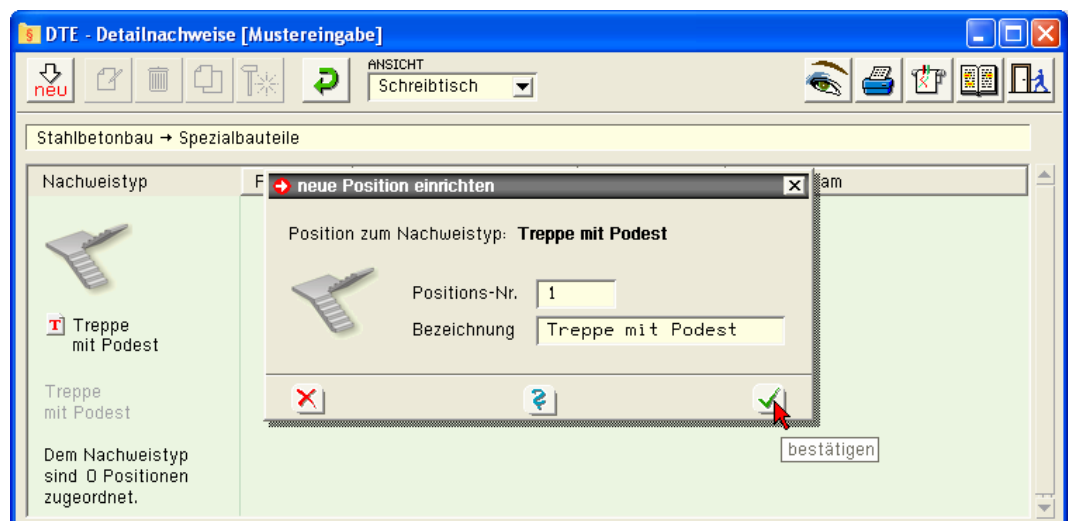 DTE - Detailnachweise [Mustereingabe]
neu
ANSICHT
Schreibtisch
Stahlbetonbau → Spezialbauteile
Nachweistyp
neue Position einrichten
Position zum Nachweistyp: Treppe mit Podest
Positions-Nr. 1
Bezeichnung Treppe mit Podest
T Treppe
mit Podest
Treppe
mit Podest
bestätigen
Dem Nachweistyp
sind 0 Positionen
zugeordnet.